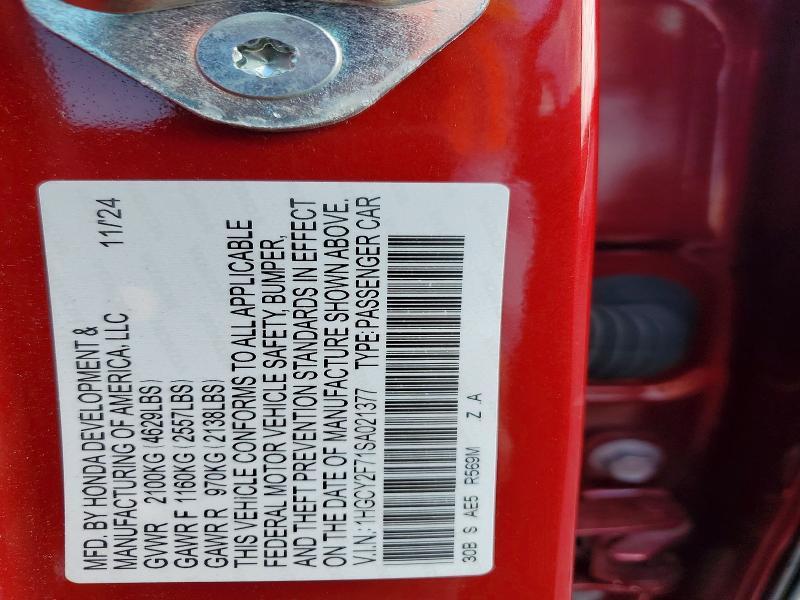 MFD. BY HONDA DEVELOPMENT & 11/'24
MANUFACTURING OF AMERICA, LLC
GVWR 2100KG (4629LBS)
GAWR F 1160KG (2557LBS)
GAWR R 970KG (2138LBS)
THIS VEHICLE CONFORMS TO ALL APPLICABLE
FEDERAL MOTOR VEHICLE SAFETY, BUMPER,
AND THEFT PREVENTION STANDARDS IN EFFECT
ON THE DATE OF MANUFACTURE SHOWN ABOVE.
V.I.N: 1HGCY2F71SA021377 TYPE:PASSENGER CAR
30B S AE5 R569M Z .A